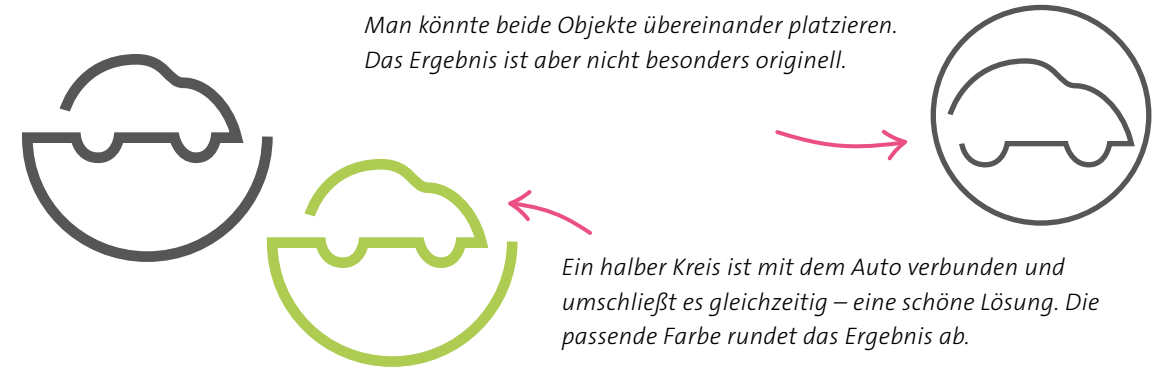 Man könnte beide Objekte übereinander platzieren.
Das Ergebnis ist aber nicht besonders originell.
Ein halber Kreis ist mit dem Auto verbunden und
umschließt es gleichzeitig – eine schöne Lösung. Die
passende Farbe rundet das Ergebnis ab.